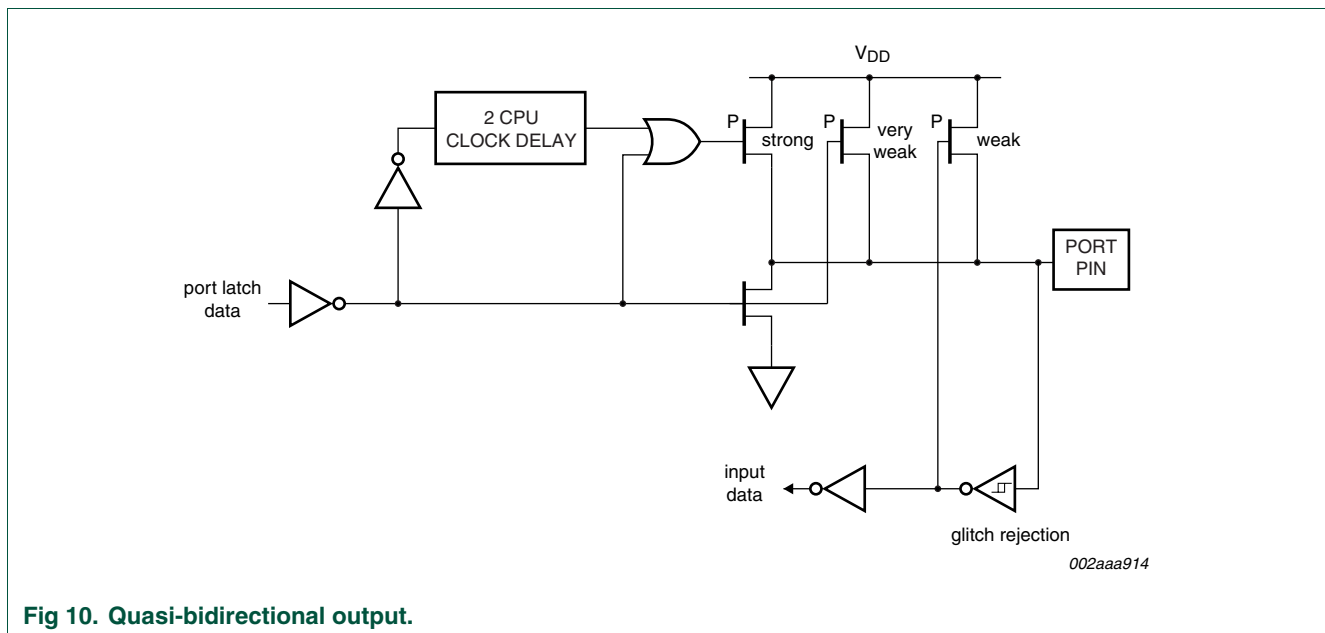 VDD
2 CPU
CLOCK DELAY
P
strong
P
very
weak
P
weak
PORT
PIN
port latch
data
input
data
glitch rejection
002aaa914
Fig 10. Quasi-bidirectional output.